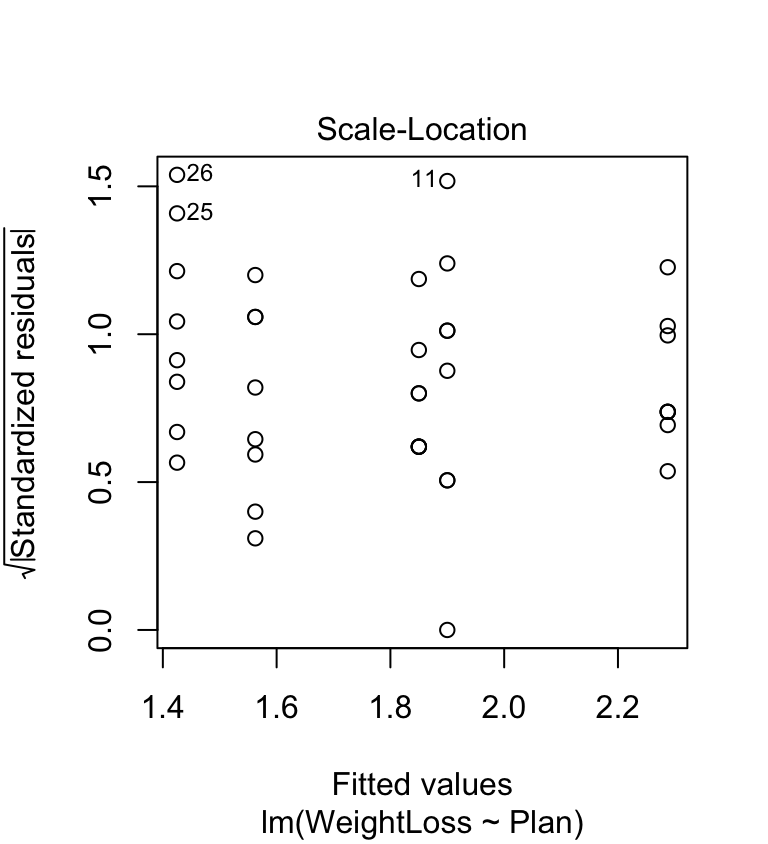 Scale-Location
√|Standardized residuals|
1.5
1.0
0.5
0.0
26
25
11
1.4 1.6 1.8 2.0 2.2
Fitted values
lm(WeightLoss ~ Plan)